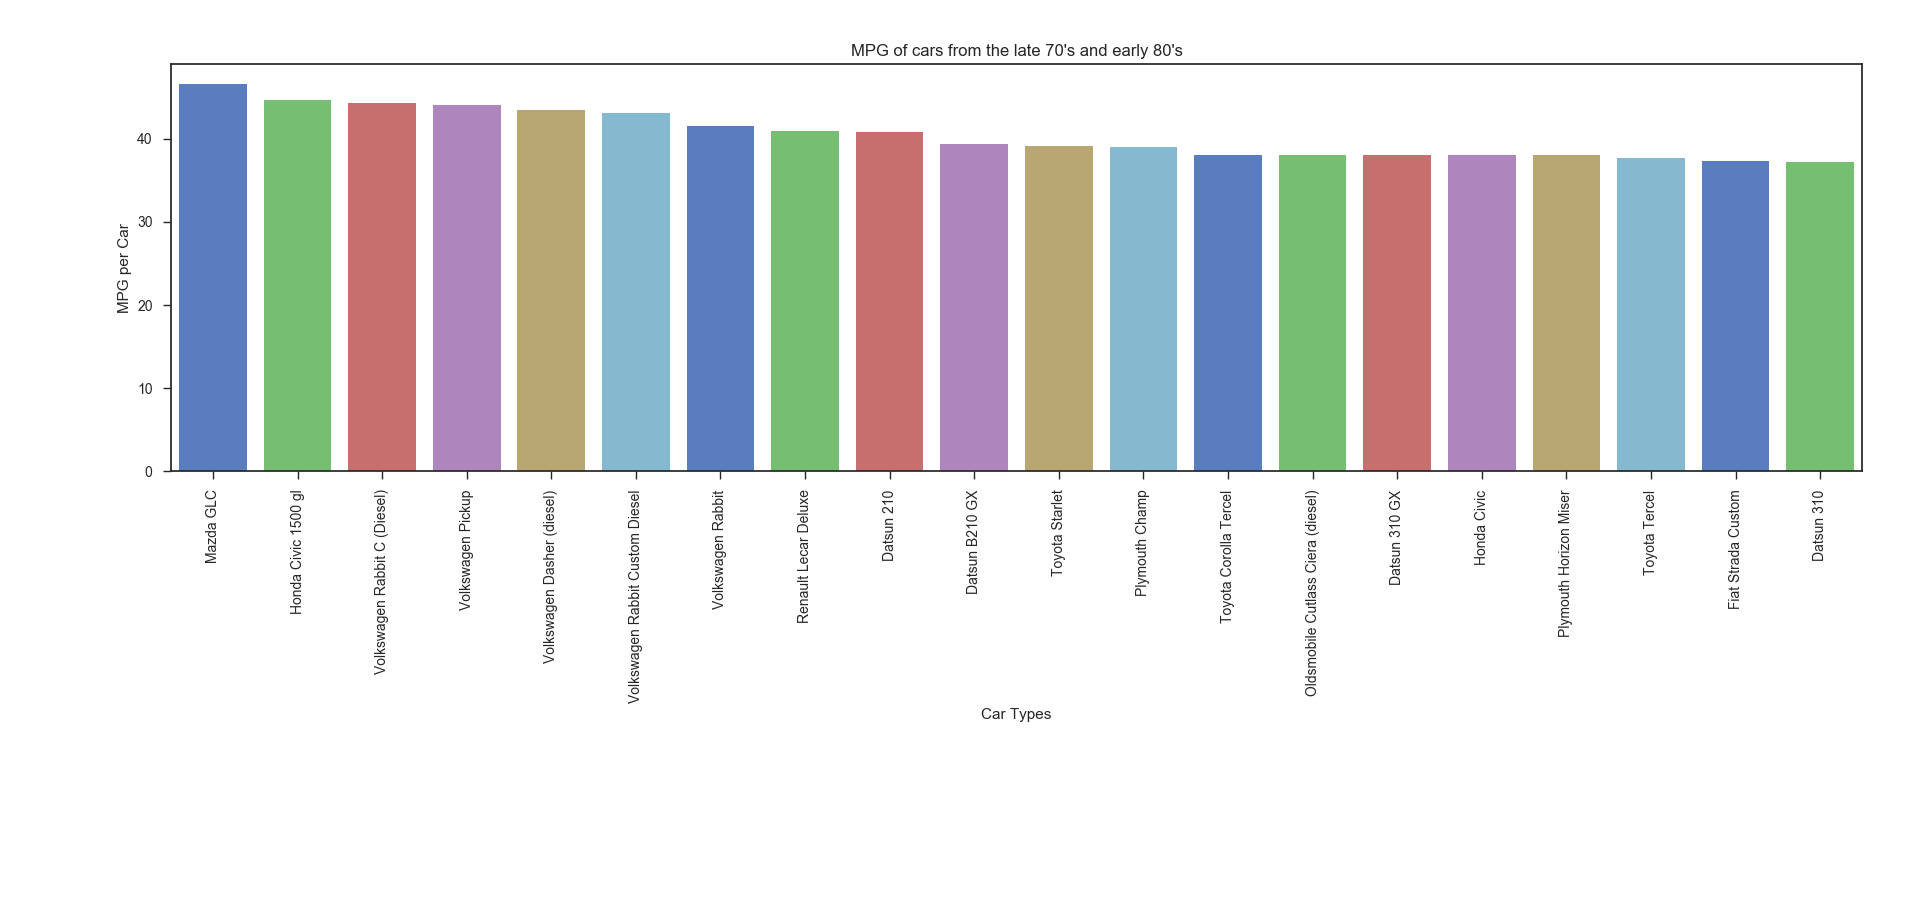 MPG of cars from the late 70's and early 80's
MPG per Car
40
30
20
10
0
Mazda GLC
Honda Civic 1500 gl
Volkswagen Rabbit C (Diesel)
Volkswagen Pickup
Volkswagen Dasher (diesel)
Volkswagen Rabbit Custom Diesel
Volkswagen Rabbit
Renault Lecar Deluxe
Datsun 210
Datsun B210 GX
Toyota Starlet
Plymouth Champ
Toyota Corolla Tercel
Oldsmobile Cutlass Ciera (diesel)
Datsun 310 GX
Honda Civic
Plymouth Horizon Miser
Toyota Tercel
Fiat Strada Custom
Datsun 310
Car Types